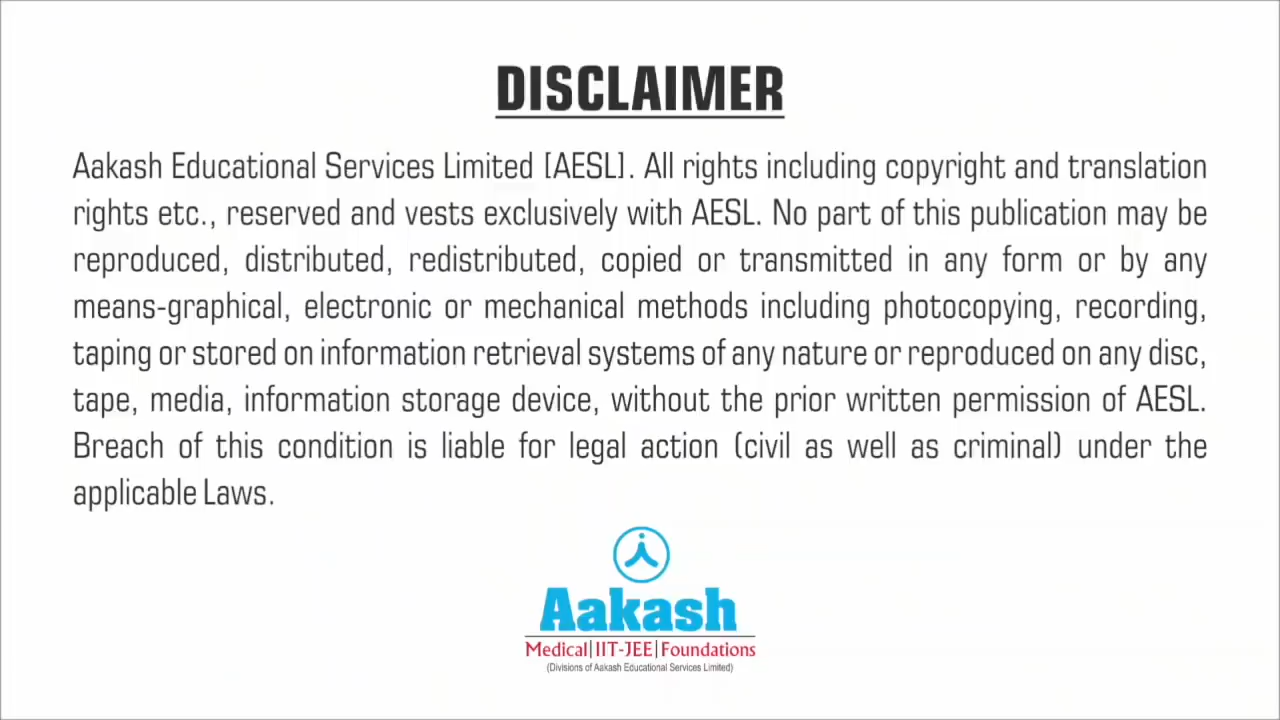 DISCLAIMER
Aakash Educational Services Limited [AESL]. All rights including copyright and translation
rights etc., reserved and vests exclusively with AESL. No part of this publication may be
reproduced, distributed, redistributed, copied or transmitted in any form or by any
means-graphical, electronic or mechanical methods including photocopying, recording,
taping or stored on information retrieval systems of any nature or reproduced on any disc,
tape, media, information storage device, without the prior written permission of AESL.
Breach of this condition is liable for legal action (civil as well as criminal) under the
applicable Laws.
Aakash
Medical|IIT-JEE|Foundations
(Divisions of Aakash Educational Services Limited)